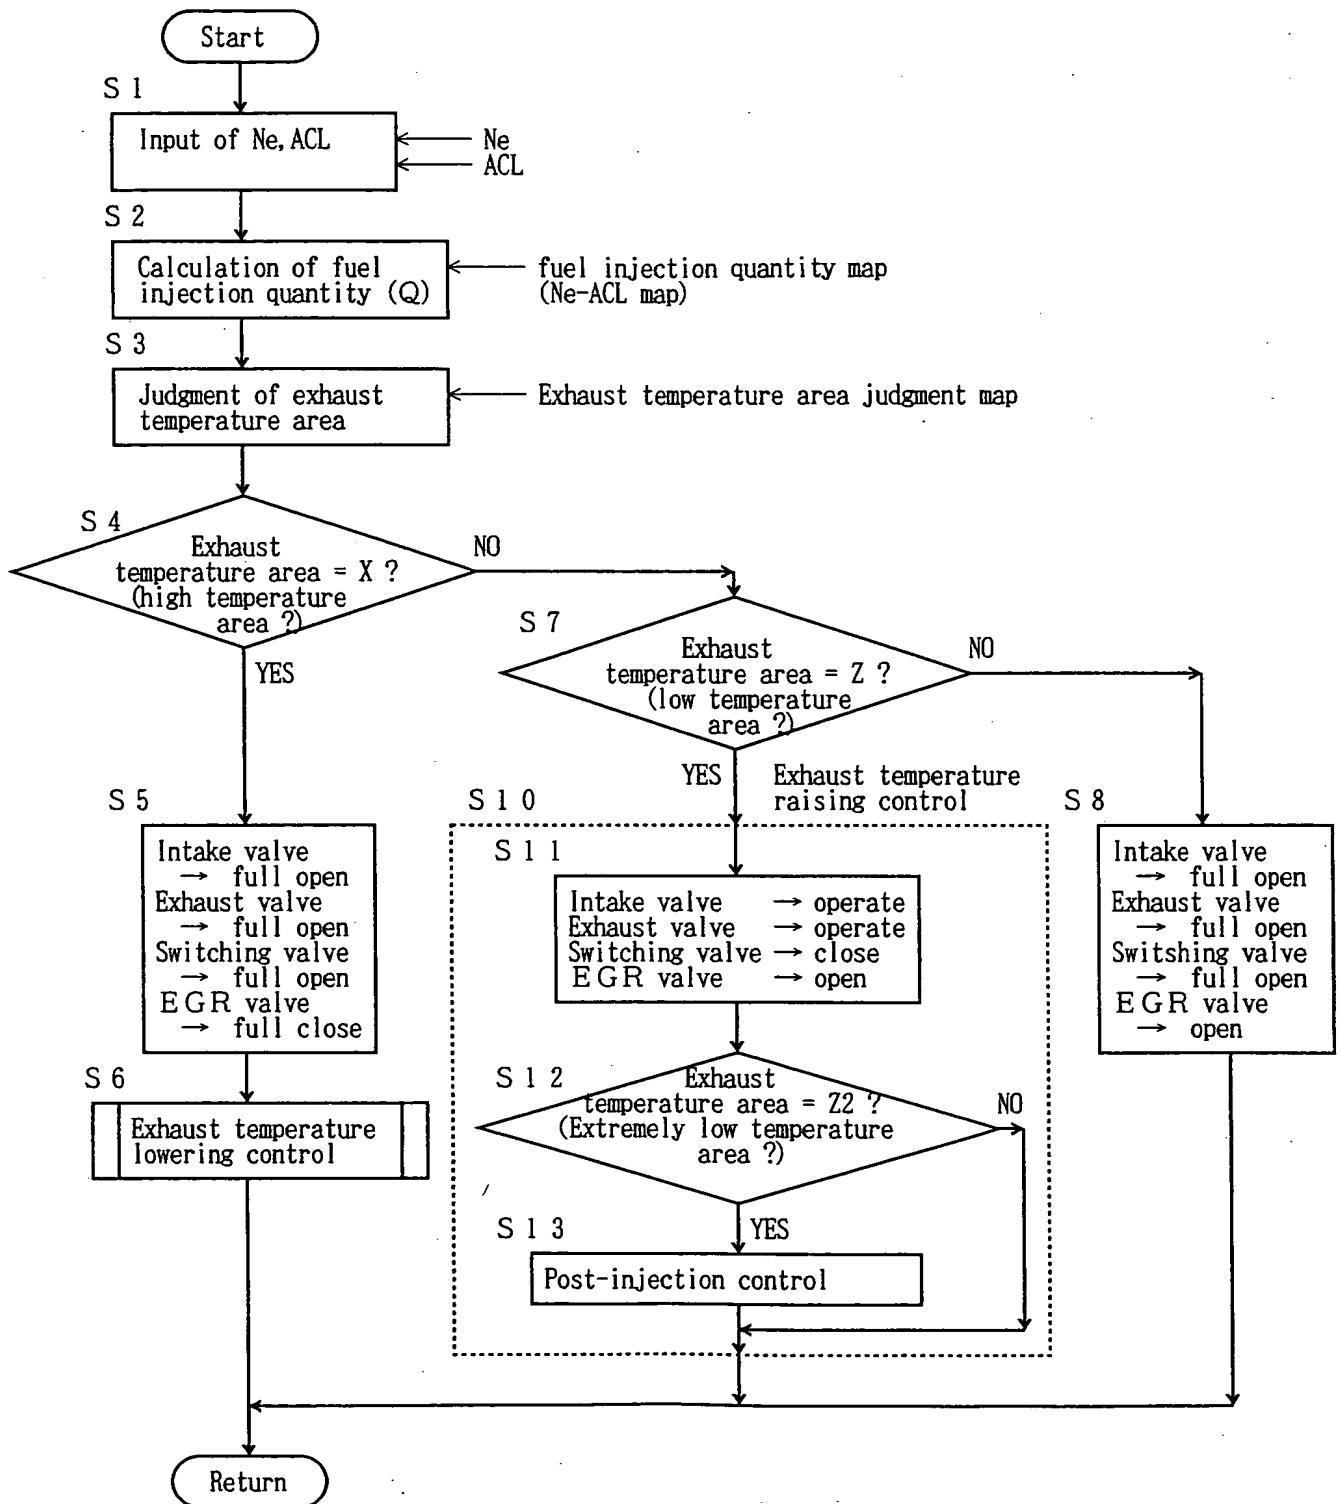 Start
S 1
Input of Ne, ACL
Ne
ACL
S 2
Calculation of fuel
injection quantity (Q)
fuel injection quantity map
(Ne-ACL map)
S 3
Judgment of exhaust
temperature area
Exhaust temperature area judgment map
S 4
Exhaust
temperature area = X ?
(high temperature
area ?)
NO
YES
S 7
Exhaust
temperature area = Z ?
(low temperature
area ?)
NO
YES
Exhaust temperature
raising control
S 5
Intake valve
→ full open
Exhaust valve
→ full open
Switching valve
→ full open
EGR valve
→ full close
S 6
Exhaust temperature
lowering control
S 1 0
S 1 1
Intake valve → operate
Exhaust valve → operate
Switching valve → close
EGR valve → open
S 1 2
Exhaust
temperature area = Z2 ?
(Extremely low temperature
area ?)
NO
YES
S 1 3
Post-injection control
S 8
Intake valve
→ full open
Exhaust valve
→ full open
Switshing valve
→ full open
EGR valve
→ open
Return